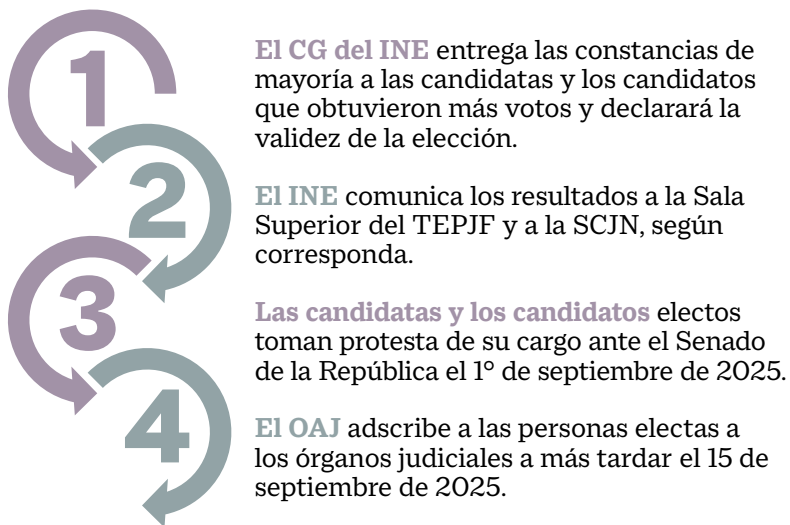 1
El CG del INE entrega las constancias de
mayoría a las candidatas y los candidatos
que obtuvieron más votos y declarará la
validez de la elección.
2
El INE comunica los resultados a la Sala
Superior del TEPJF y a la SCJN, según
corresponda.
3
Las candidatas y los candidatos electos
toman protesta de su cargo ante el Senado
de la República el 1° de septiembre de 2025.
4
El OAJ adscribe a las personas electas a
los órganos judiciales a más tardar el 15 de
septiembre de 2025.